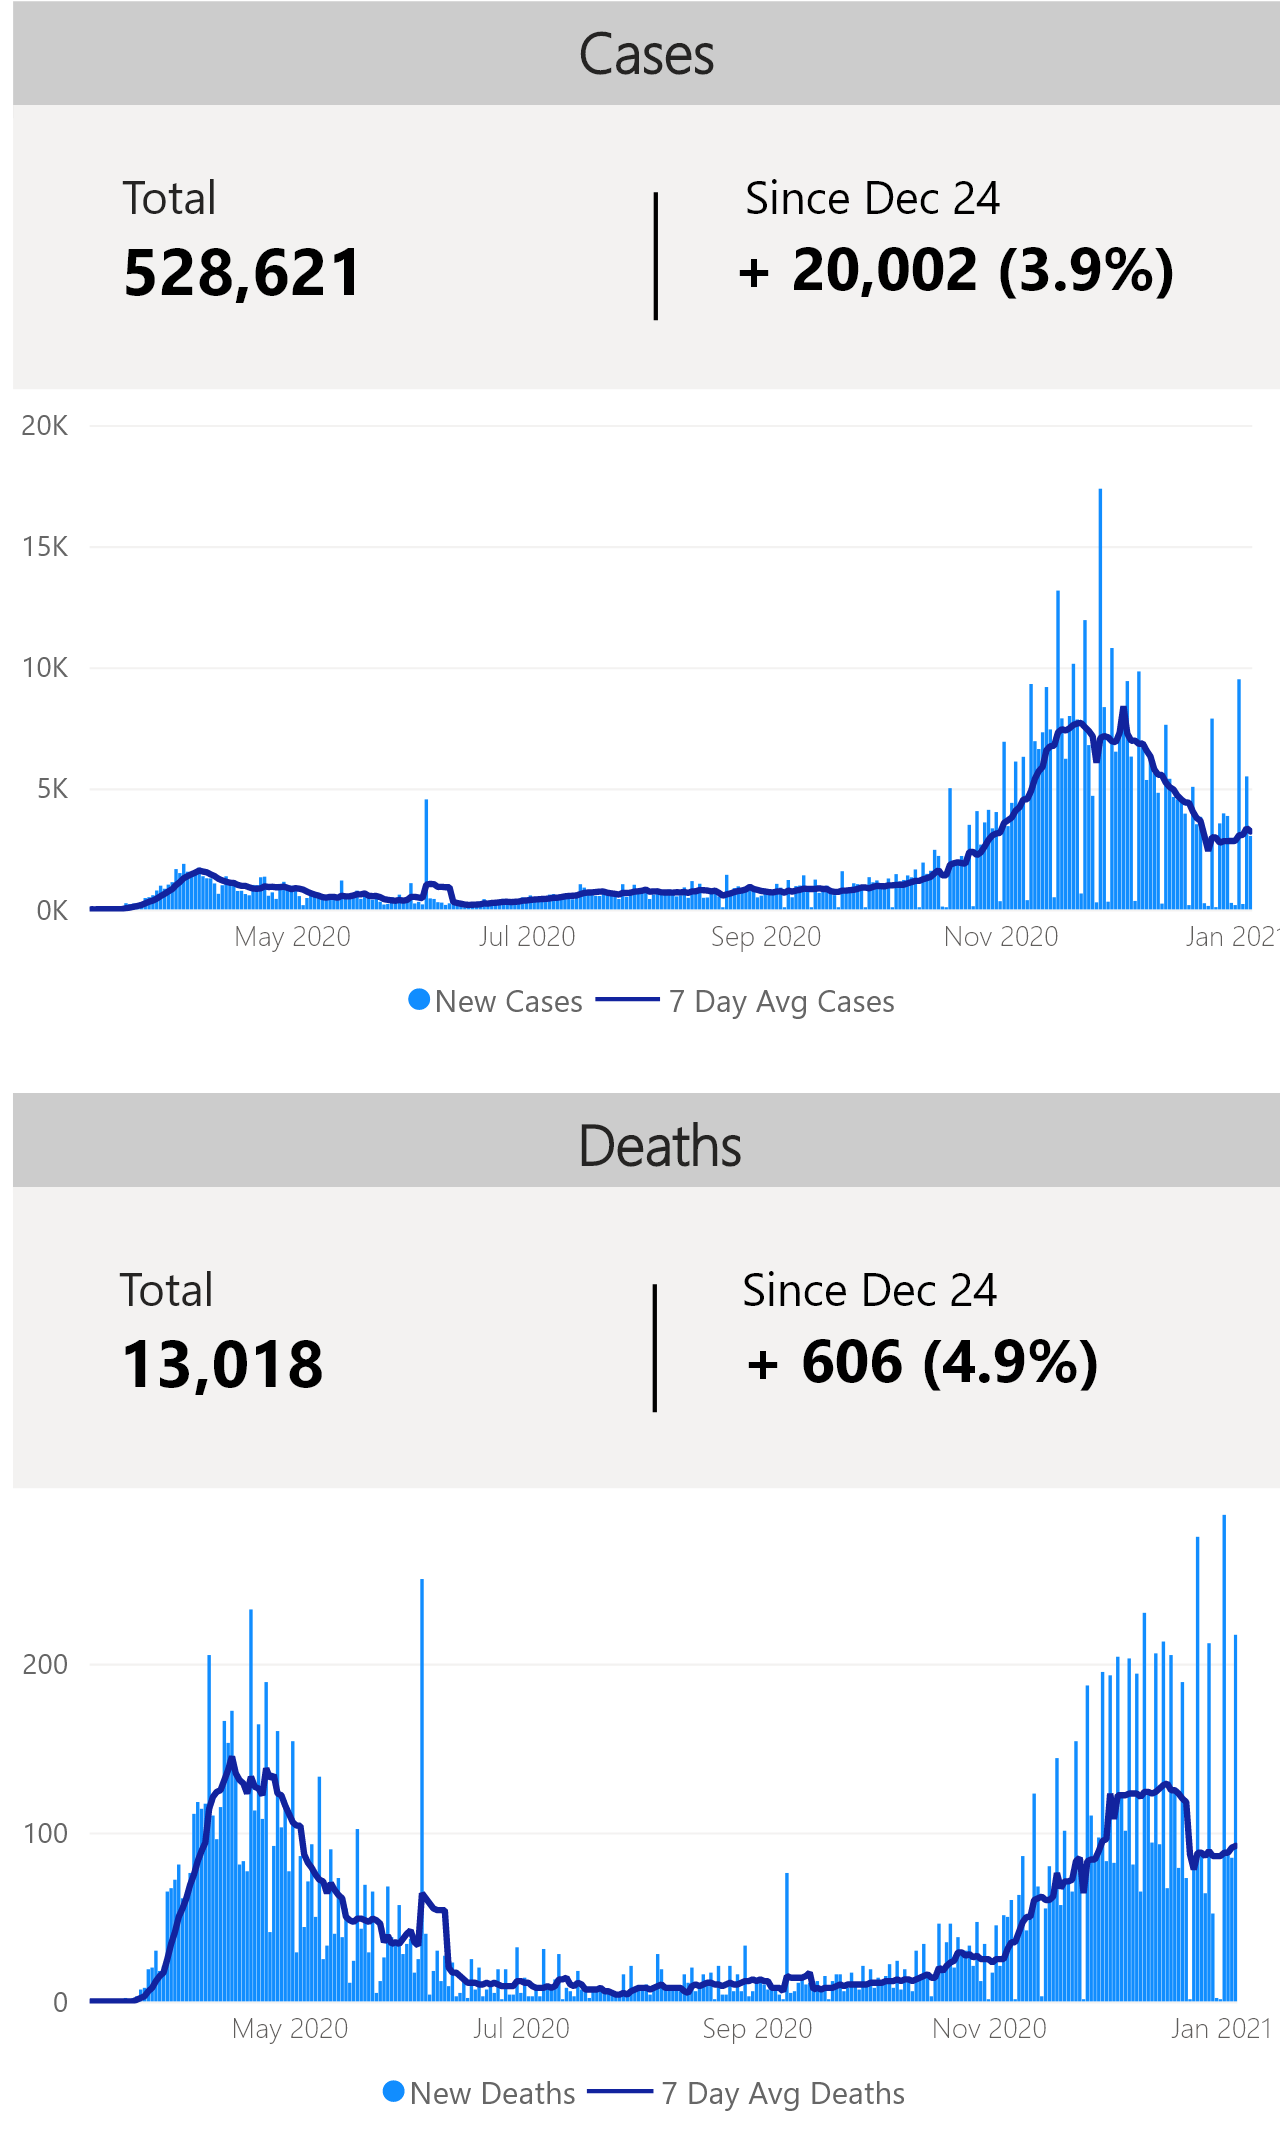 Cases
Total
Since Dec 24
528,621
+ 20,002 (3.9%)
20K
15K
10K
5K
0K
May 2020
Jul 2020
Sep 2020
Nov 2020
Jan 2021
New Cases
7 Day Avg Cases
Deaths
Total
Since Dec 24
13,018
+ 606 (4.9%)
200
100
0
May 2020
Jul 2020
Sep 2020
Nov 2020
Jan 2021
New Deaths
7 Day Avg Deaths